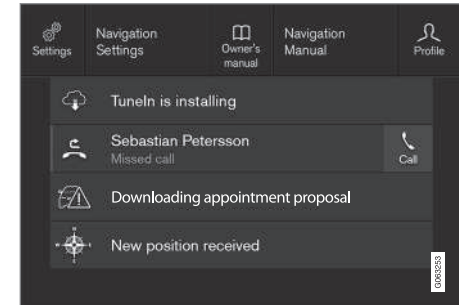 Settings
Navigation
Settings
Owner's
manual
Navigation
Manual
Profile
TuneIn is installing
Sebastian Petersson
Missed call
Call
Downloading appointment proposal
New position received
G063253